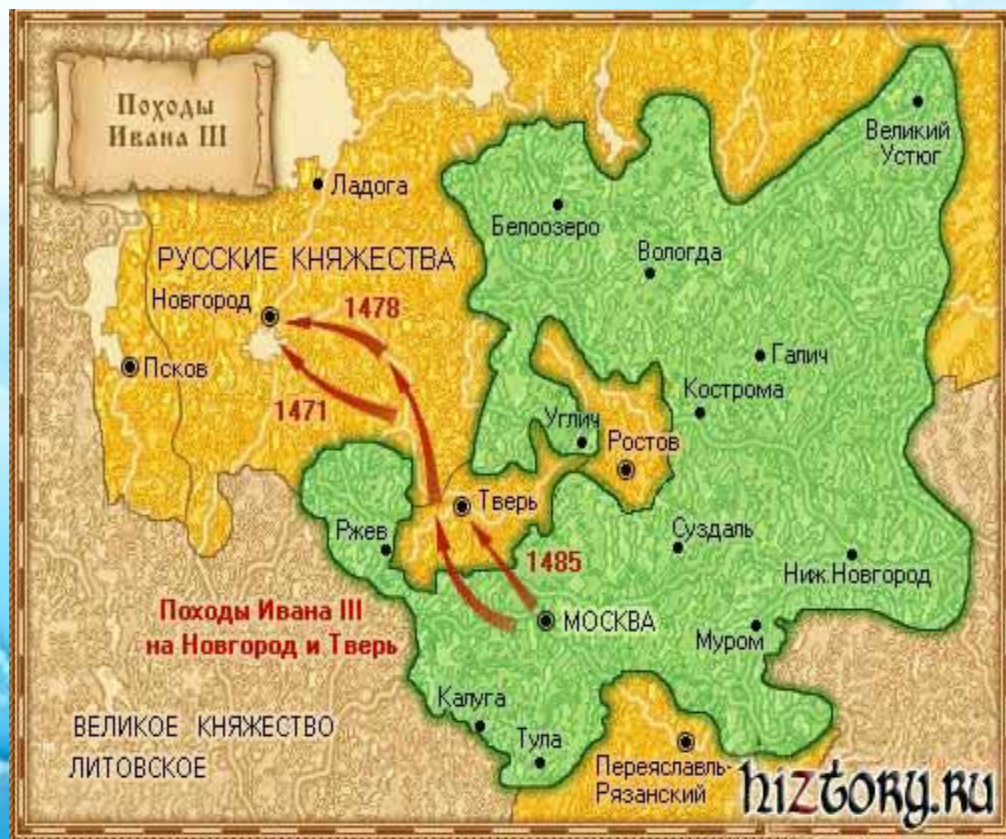 Походы
Ивана III
Великий
Устюг
Ладога
Белоозеро
Вологда
РУССКИЕ КНЯЖЕСТВА
Новгород
1478
Псков
Галич
Кострома
1471
Углич
Ростов
Тверь
Ржев
Суздаль
1485
Ниж.Новгород
Походы Ивана III
на Новгород и Тверь
МОСКВА
Муром
Калуга
ВЕЛИКОЕ КНЯЖЕСТВО
ЛИТОВСКОЕ
Тула
Переяславль-
Рязанский
hiztory.ru